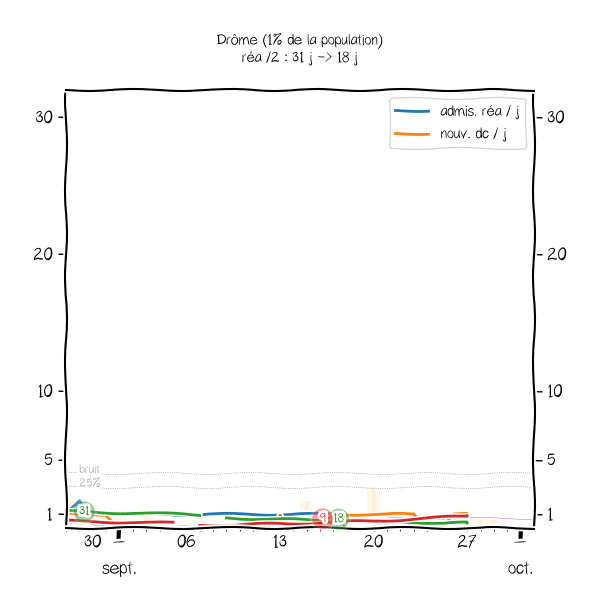 Drôme (1% de la population)
réa /2 : 31 j -> 18 j
admis. réa / j
nouv. dc / j
30
30
20
20
10
10
5
5
bruit
25%
31
9
18
1
1
30
06
13
20
27
sept.
oct.